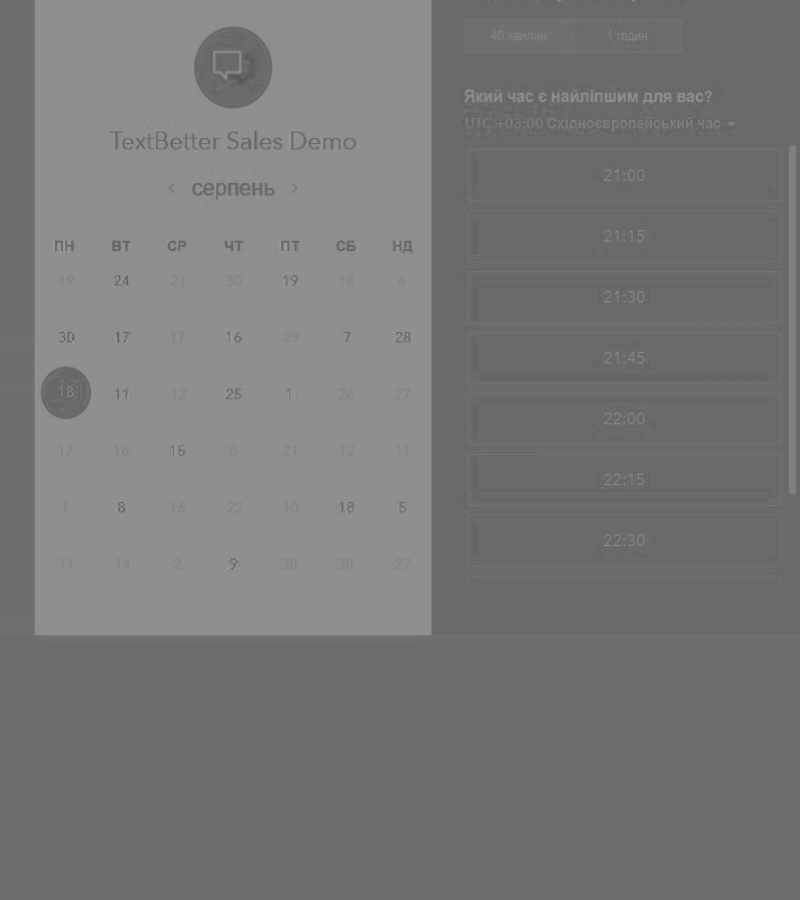 TextBetter Sales Demo
серпень
ПН ВТ СР ЧТ ПТ СБ НД
19 24 21 30 19 18 6
30 17 17 16 29 7 28
18 11 12 25 1 26 27
17 16 15 8 21 12 11
1 8 16 22 10 18 5
11 14 2 9 30 30 27
40 хвилин 1 годин
Який час є найліпшим для вас?
UTC +03:00 Східноєвропейський час
21:00
21:15
21:30
21:45
22:00
22:15
22:30